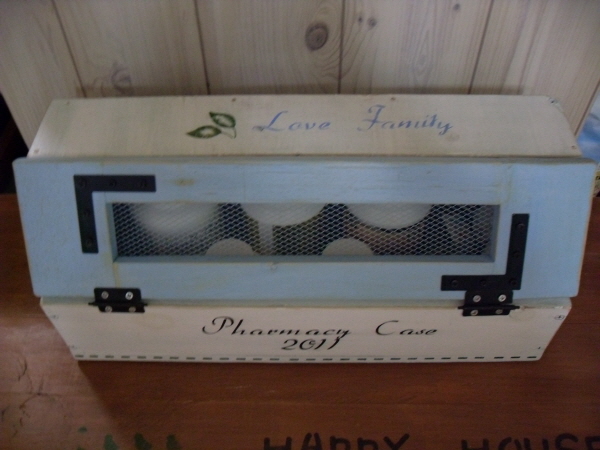 Love Family
Pharmacy Case
2011
HAPPY HOUSE